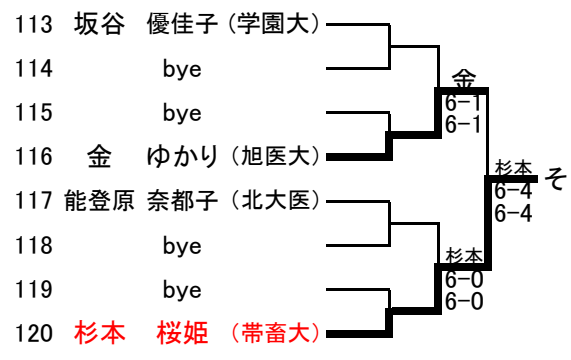 113 坂谷 優佳子 (学園大)
114 bye
115 bye
116 金 ゆかり (旭医大)
117 能登原 奈都子 (北大医)
118 bye
119 bye
120 杉本 桜姫 (帯畜大)
金
6-1
6-1
杉本
6-0
6-0
杉本
6-4
6-4
そ